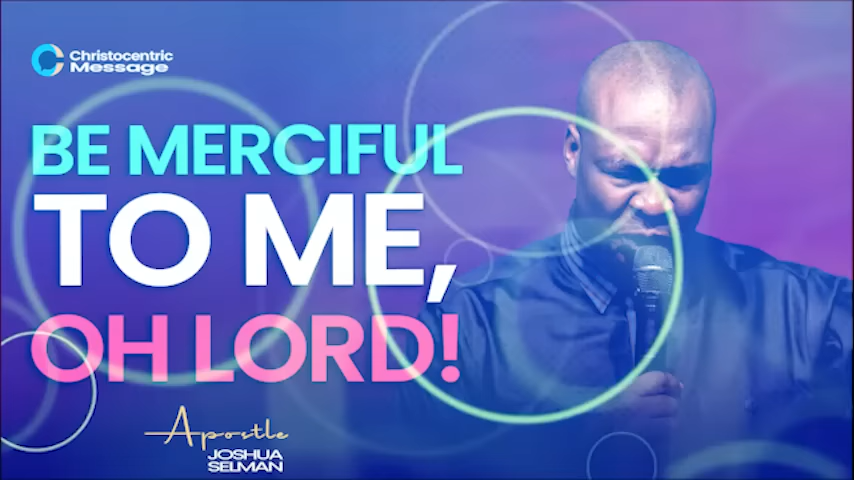 Christocentric
Message
BE MERCIFUL
TO ME,
OH LORD!
Apostle
JOSHUA
SELMAN